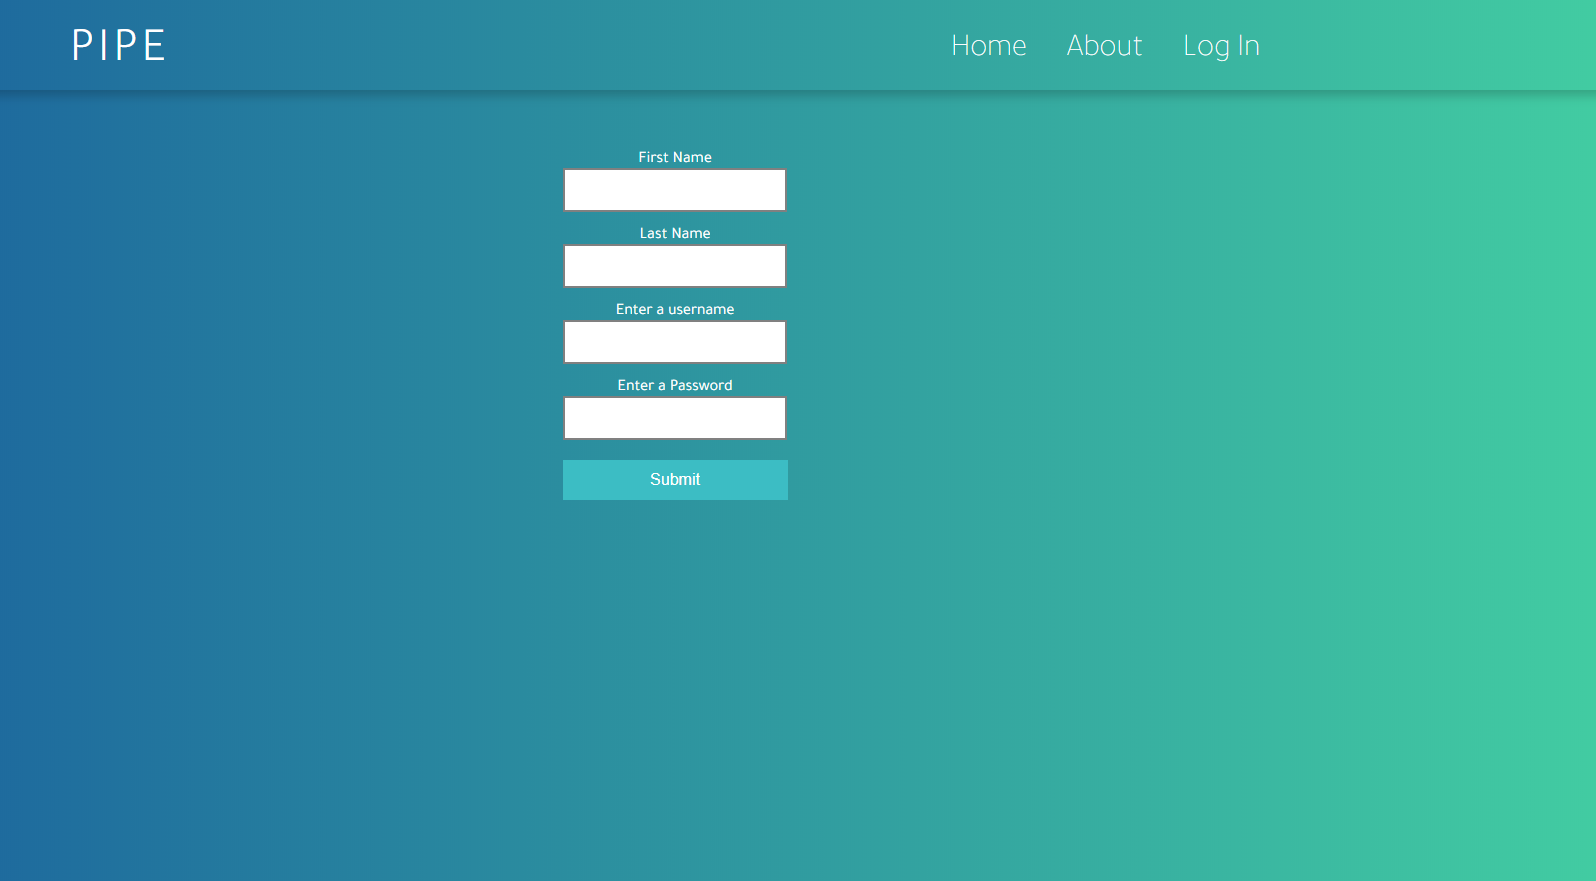 PIPE
Home About Log In
First Name
Last Name
Enter a username
Enter a Password
Submit